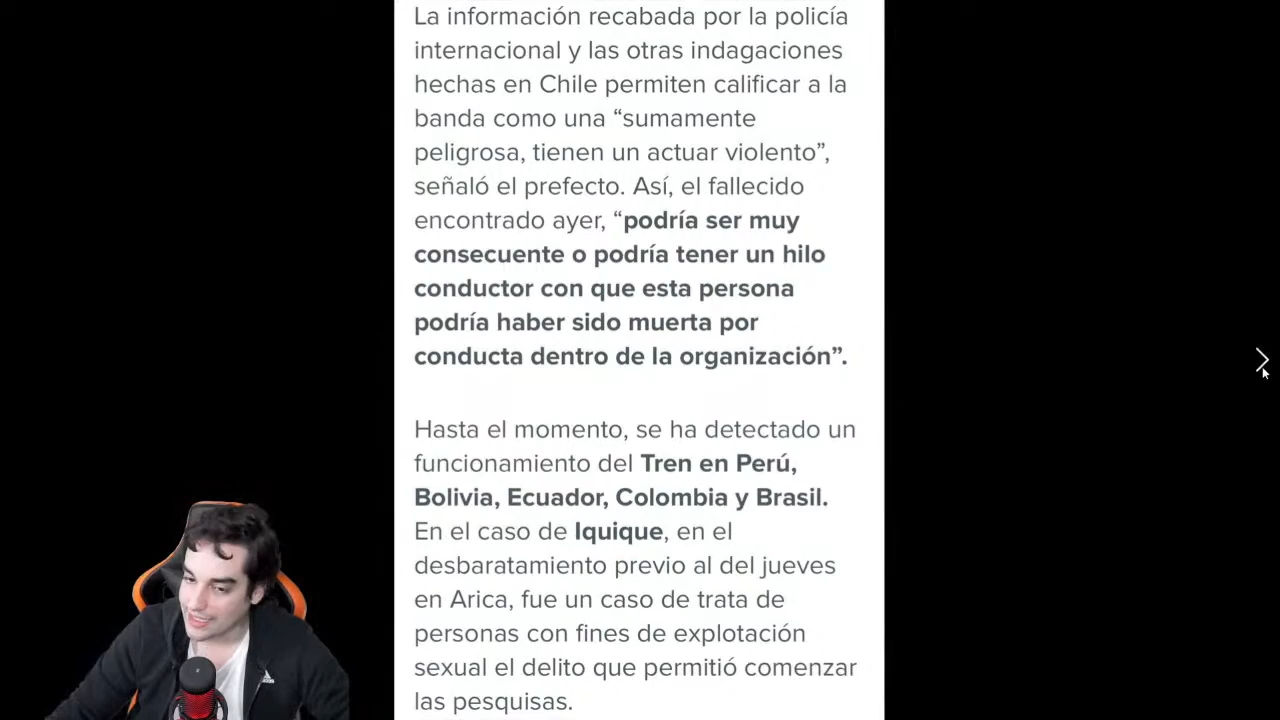 La información recabada por la policía
internacional y las otras indagaciones
hechas en Chile permiten calificar a la
banda como una “sumamente
peligrosa, tienen un actuar violento”,
señaló el prefecto. Así, el fallecido
encontrado ayer, “podría ser muy
consecuente o podría tener un hilo
conductor con que esta persona
podría haber sido muerta por
conducta dentro de la organización”.
Hasta el momento, se ha detectado un
funcionamiento del Tren en Perú,
Bolivia, Ecuador, Colombia y Brasil.
En el caso de Iquique, en el
desbaratamiento previo al del jueves
en Arica, fue un caso de trata de
personas con fines de explotación
sexual el delito que permitió comenzar
las pesquisas.